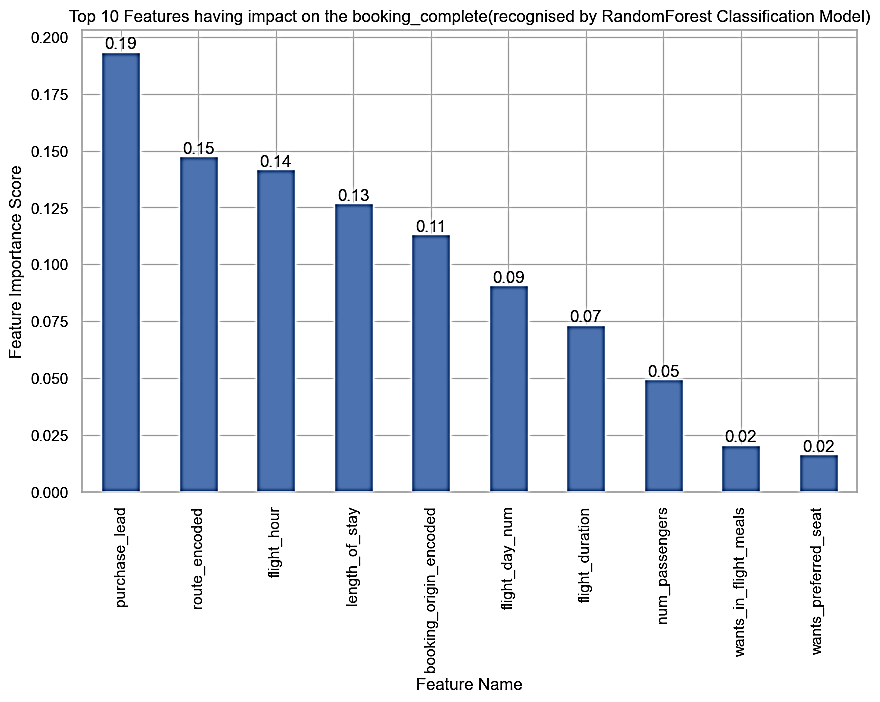 Top 10 Features having impact on the booking_complete(recognised by RandomForest Classification Model)
0.200
0.175
0.150
0.125
0.100
0.075
0.050
0.025
0.000
Feature Importance Score
0.19
0.15
0.14
0.13
0.11
0.09
0.07
0.05
0.02
0.02
purchase_lead
route_encoded
flight_hour
length_of_stay
booking_origin_encoded
flight_day_num
flight_duration
num_passengers
wants_in_flight_meals
wants_preferred_seat
Feature Name